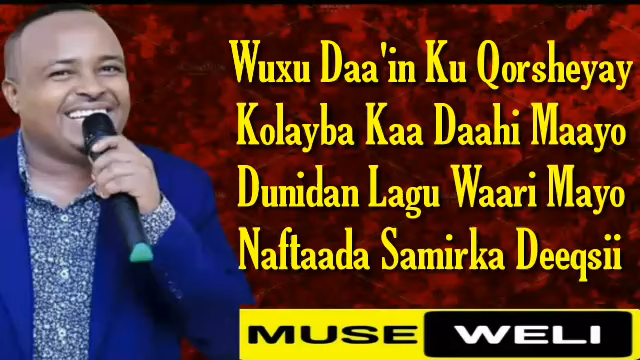 Wuxu Daa'in Ku Qorsheyay
Kolayba Kaa Daahi Maayo
Dunidan Lagu Waari Mayo
Naftaada Samirka Deeqsii
MUSE WELI